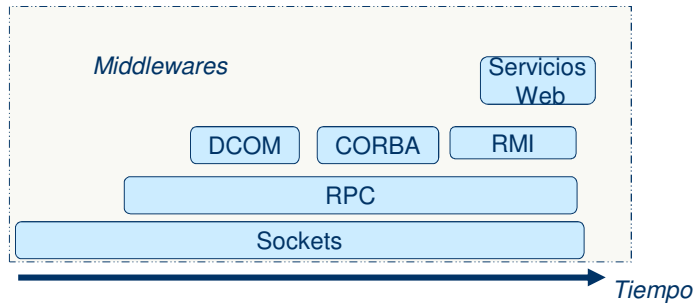 Middlewares
Servicios
Web
DCOM
CORBA
RMI
RPC
Sockets
Tiempo